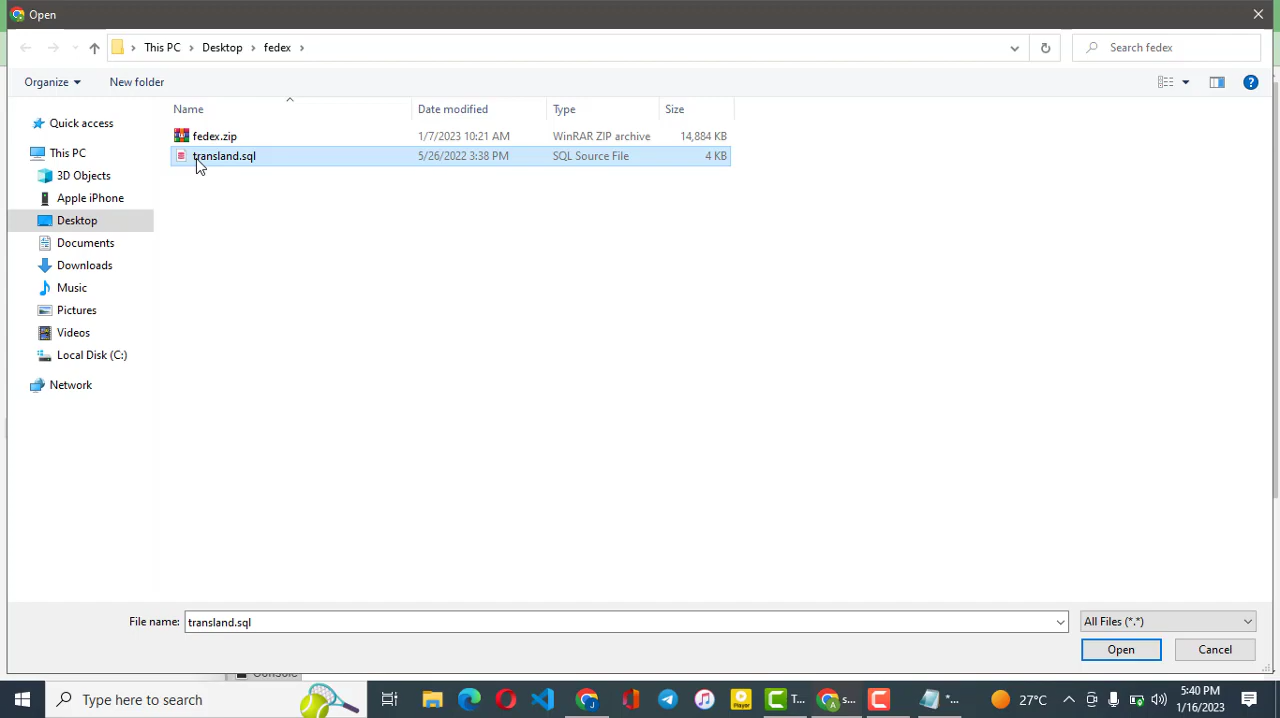 Open
This PC > Desktop > fedex >
Search fedex
Organize
New folder
Name
Date modified
Type
Size
Quick access
This PC
3D Objects
Apple iPhone
Desktop
Documents
Downloads
Music
Pictures
Videos
Local Disk (C:)
Network
fedex.zip 1/7/2023 10:21 AM WinRAR ZIP archive 14,884 KB
transland.sql 5/26/2022 3:38 PM SQL Source File 4 KB
File name: transland.sql
All Files (*.*)
Open
Cancel
Console
Type here to search
Player
T...
s...
"...
27°C
5:40 PM
1/16/2023